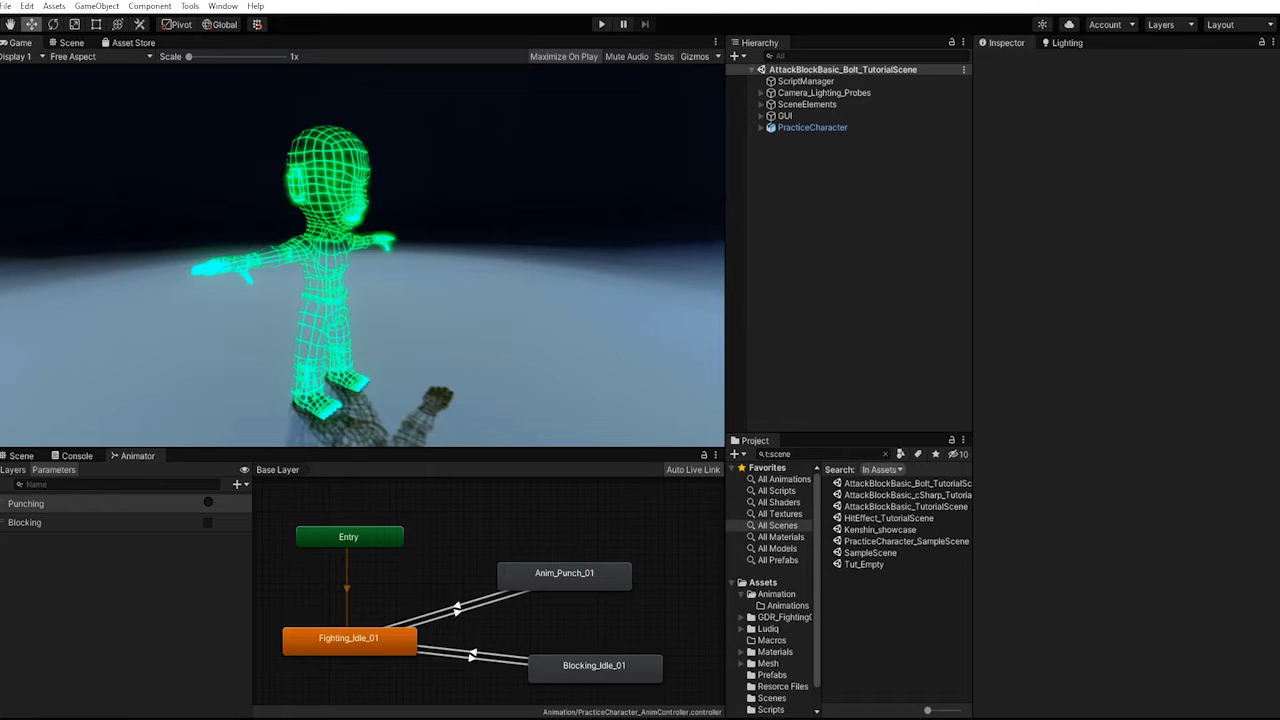 File Edit Assets GameObject Component Tools Window Help
Pivot Global Account Layers Layout
Game Scene Asset Store
Display 1 Free Aspect Scale 1x Maximize On Play Mute Audio Stats Gizmos
Hierarchy
All
AttackBlockBasic_Bolt_TutorialScene
ScriptManager
Camera_Lighting_Probes
SceneElements
GUI
PracticeCharacter
Inspector Lighting
Scene Console Animator
Layers Parameters Base Layer Auto Live Link
Name
Punching
Blocking
Entry
Anim_Punch_01
Fighting_Idle_01
Blocking_Idle_01
Animation/PracticeCharacter_AnimController.controller
Project
t:scene 10
Favorites
All Animations
All Scripts
All Shaders
All Textures
All Scenes
All Materials
All Models
All Prefabs
Assets
Animation
Animations
GDR_Fighting
Ludiq
Macros
Materials
Mesh
Prefabs
Resorce Files
Scenes
Scripts
Search: In Assets
AttackBlockBasic_Bolt_TutorialSc
AttackBlockBasic_cSharp_Tutoria
AttackBlockBasic_TutorialScene
HitEffect_TutorialScene
Kenshin_showcase
PracticeCharacter_SampleScene
SampleScene
Tut_Empty